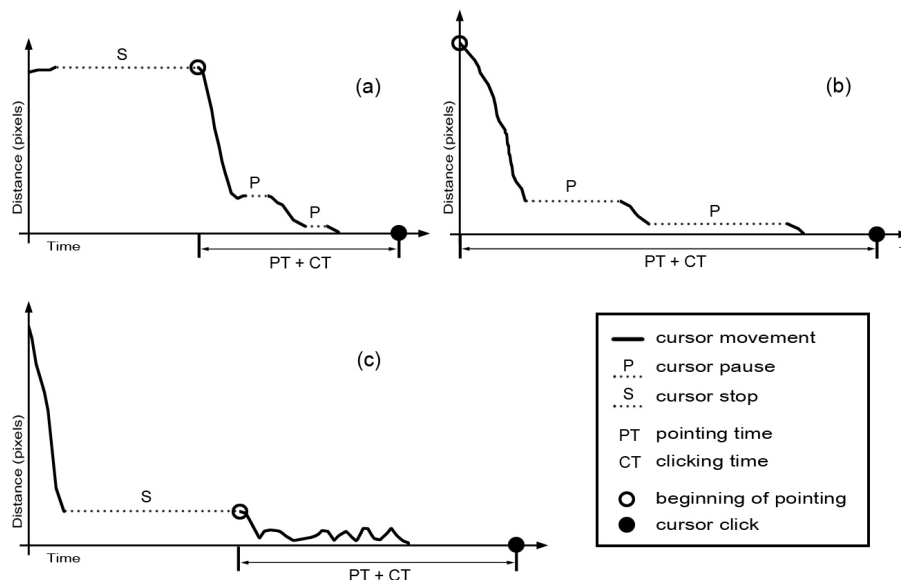 S
(a)
P
P
Distance (pixels)
Time
PT + CT
(b)
P
P
Distance (pixels)
PT + CT
(c)
S
Distance (pixels)
Time
PT + CT
cursor movement
P cursor pause
S cursor stop
PT pointing time
CT clicking time
beginning of pointing
cursor click